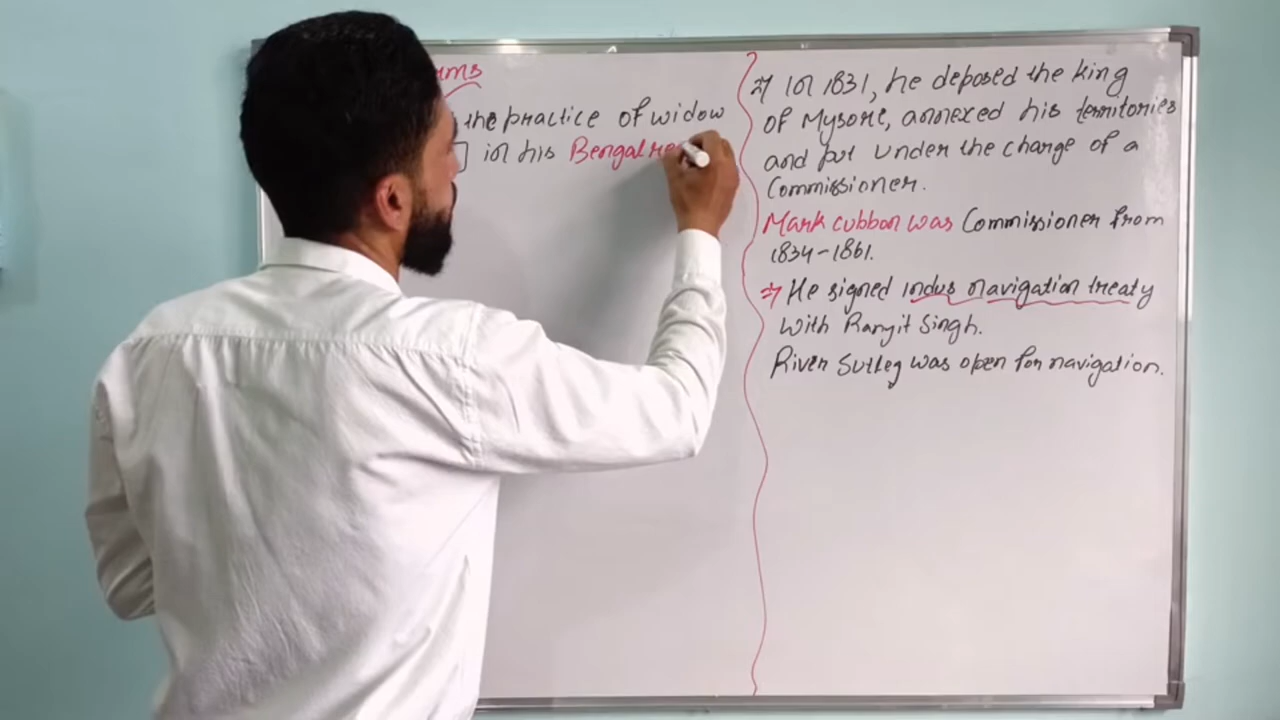 the practice of widow
] in his Bengal re
⇒ In 1831, he deposed the king
of Mysore, annexed his territories
and put under the charge of a
Commissioner.
Mark cubbon was Commissioner from
1834-1861.
⇒ He signed indus navigation treaty
with Ranjit Singh.
River Sutleg was open for navigation.